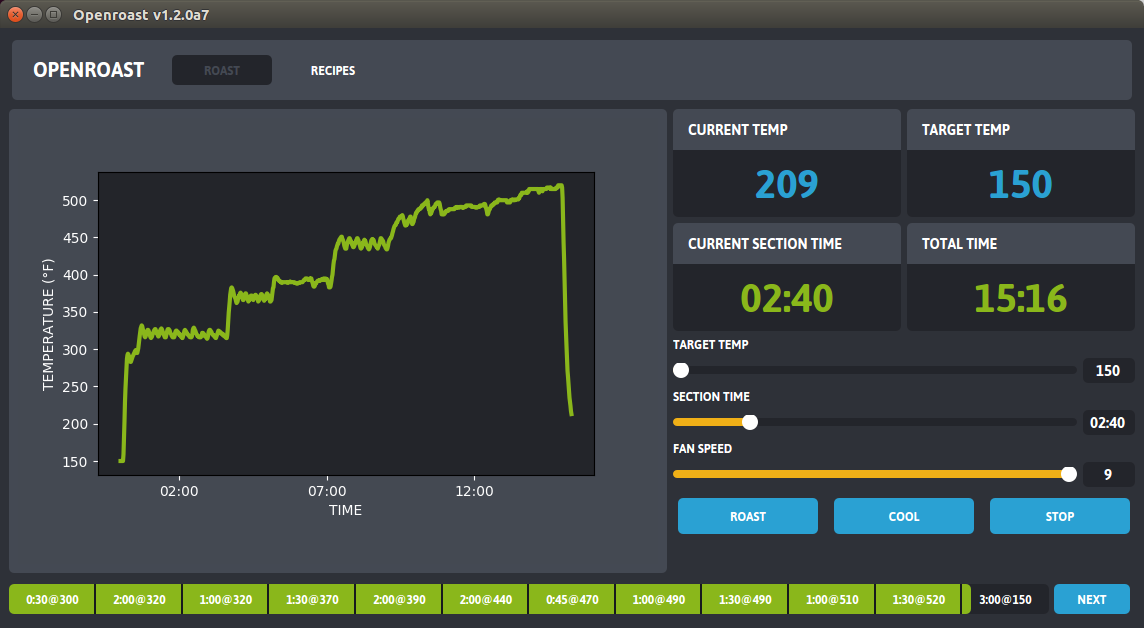 Openroast v1.2.0a7
OPENROAST ROAST RECIPES
CURRENT TEMP
209
TARGET TEMP
150
CURRENT SECTION TIME
02:40
TOTAL TIME
15:16
TEMPERATURE (°F)
500
450
400
350
300
250
200
150
02:00 07:00 12:00
TIME
TARGET TEMP
150
SECTION TIME
02:40
FAN SPEED
9
ROAST COOL STOP
0:30@300 2:00@320 1:00@320 1:30@370 2:00@390 2:00@440 0:45@470 1:00@490 1:30@490 1:00@510 1:30@520 3:00@150 NEXT